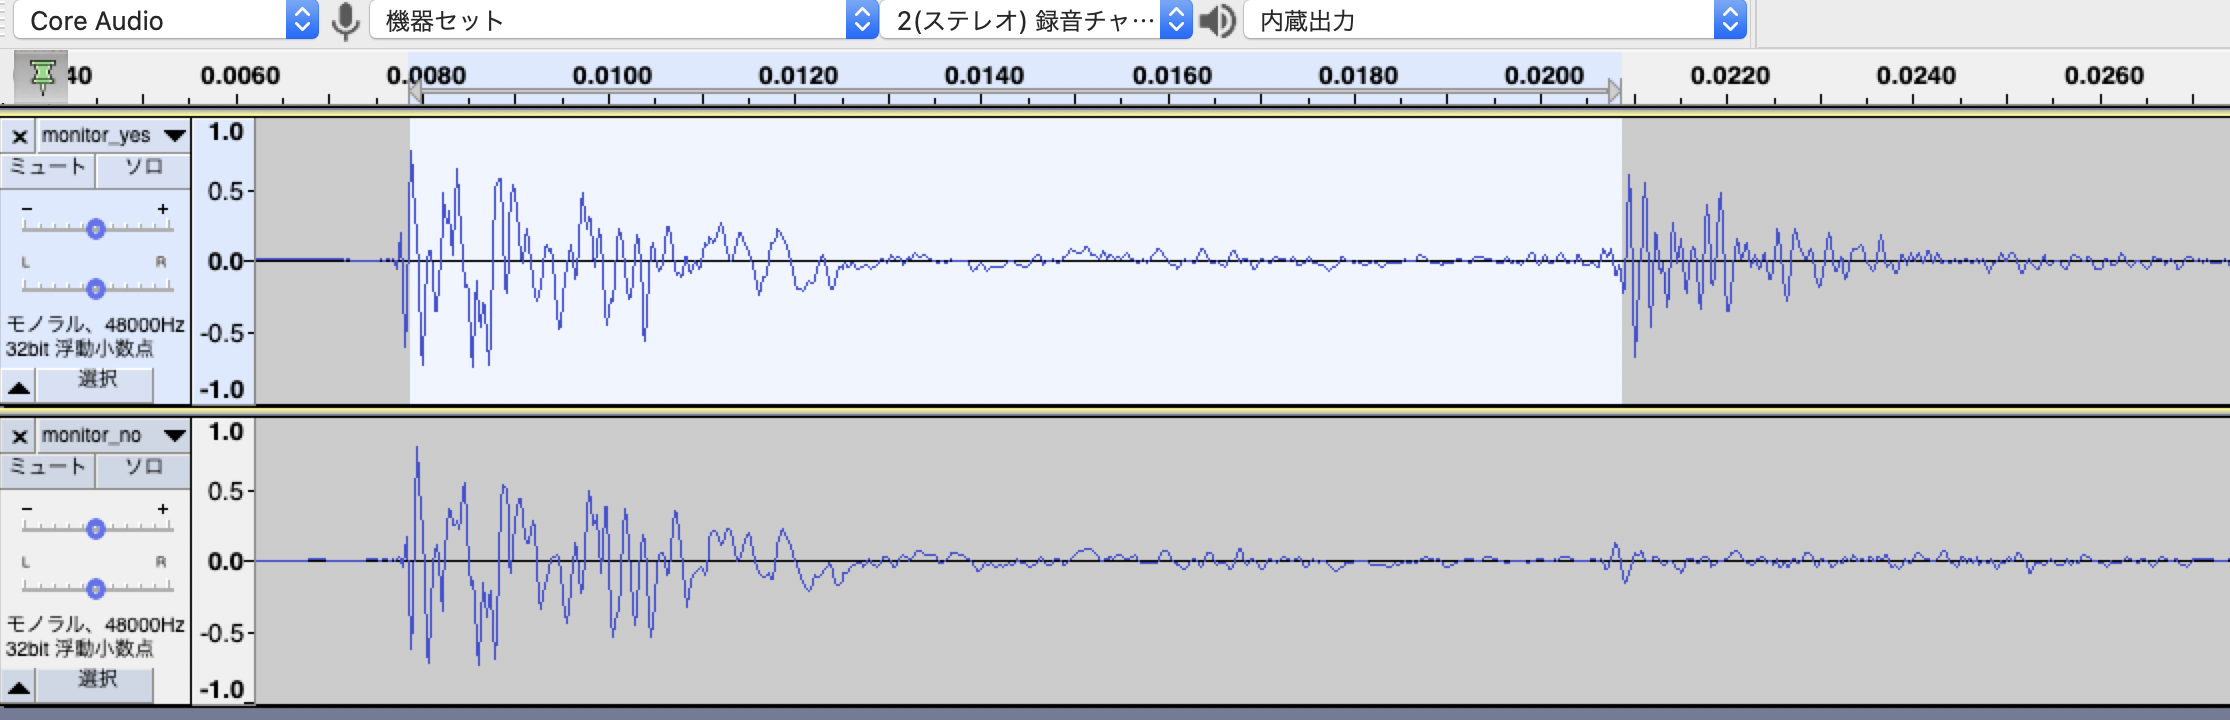 Core Audio 機器セット 2(ステレオ) 録音チャ… 内蔵出力
40 0.0060 0.0080 0.0100 0.0120 0.0140 0.0160 0.0180 0.0200 0.0220 0.0240 0.0260
× monitor_yes
ミュート ソロ
- +
L R
モノラル、48000Hz
32bit 浮動小数点
選択
1.0
0.5
0.0
-0.5
-1.0
× monitor_no
ミュート ソロ
- +
L R
モノラル、48000Hz
32bit 浮動小数点
選択
1.0
0.5
0.0
-0.5
-1.0